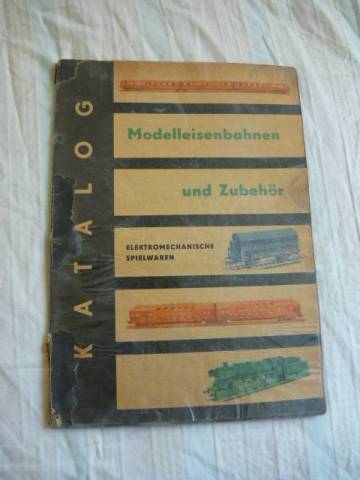 KATALOG
Modelleisenbahnen
und Zubehör
ELEKTROMECHANISCHE
SPIELWAREN